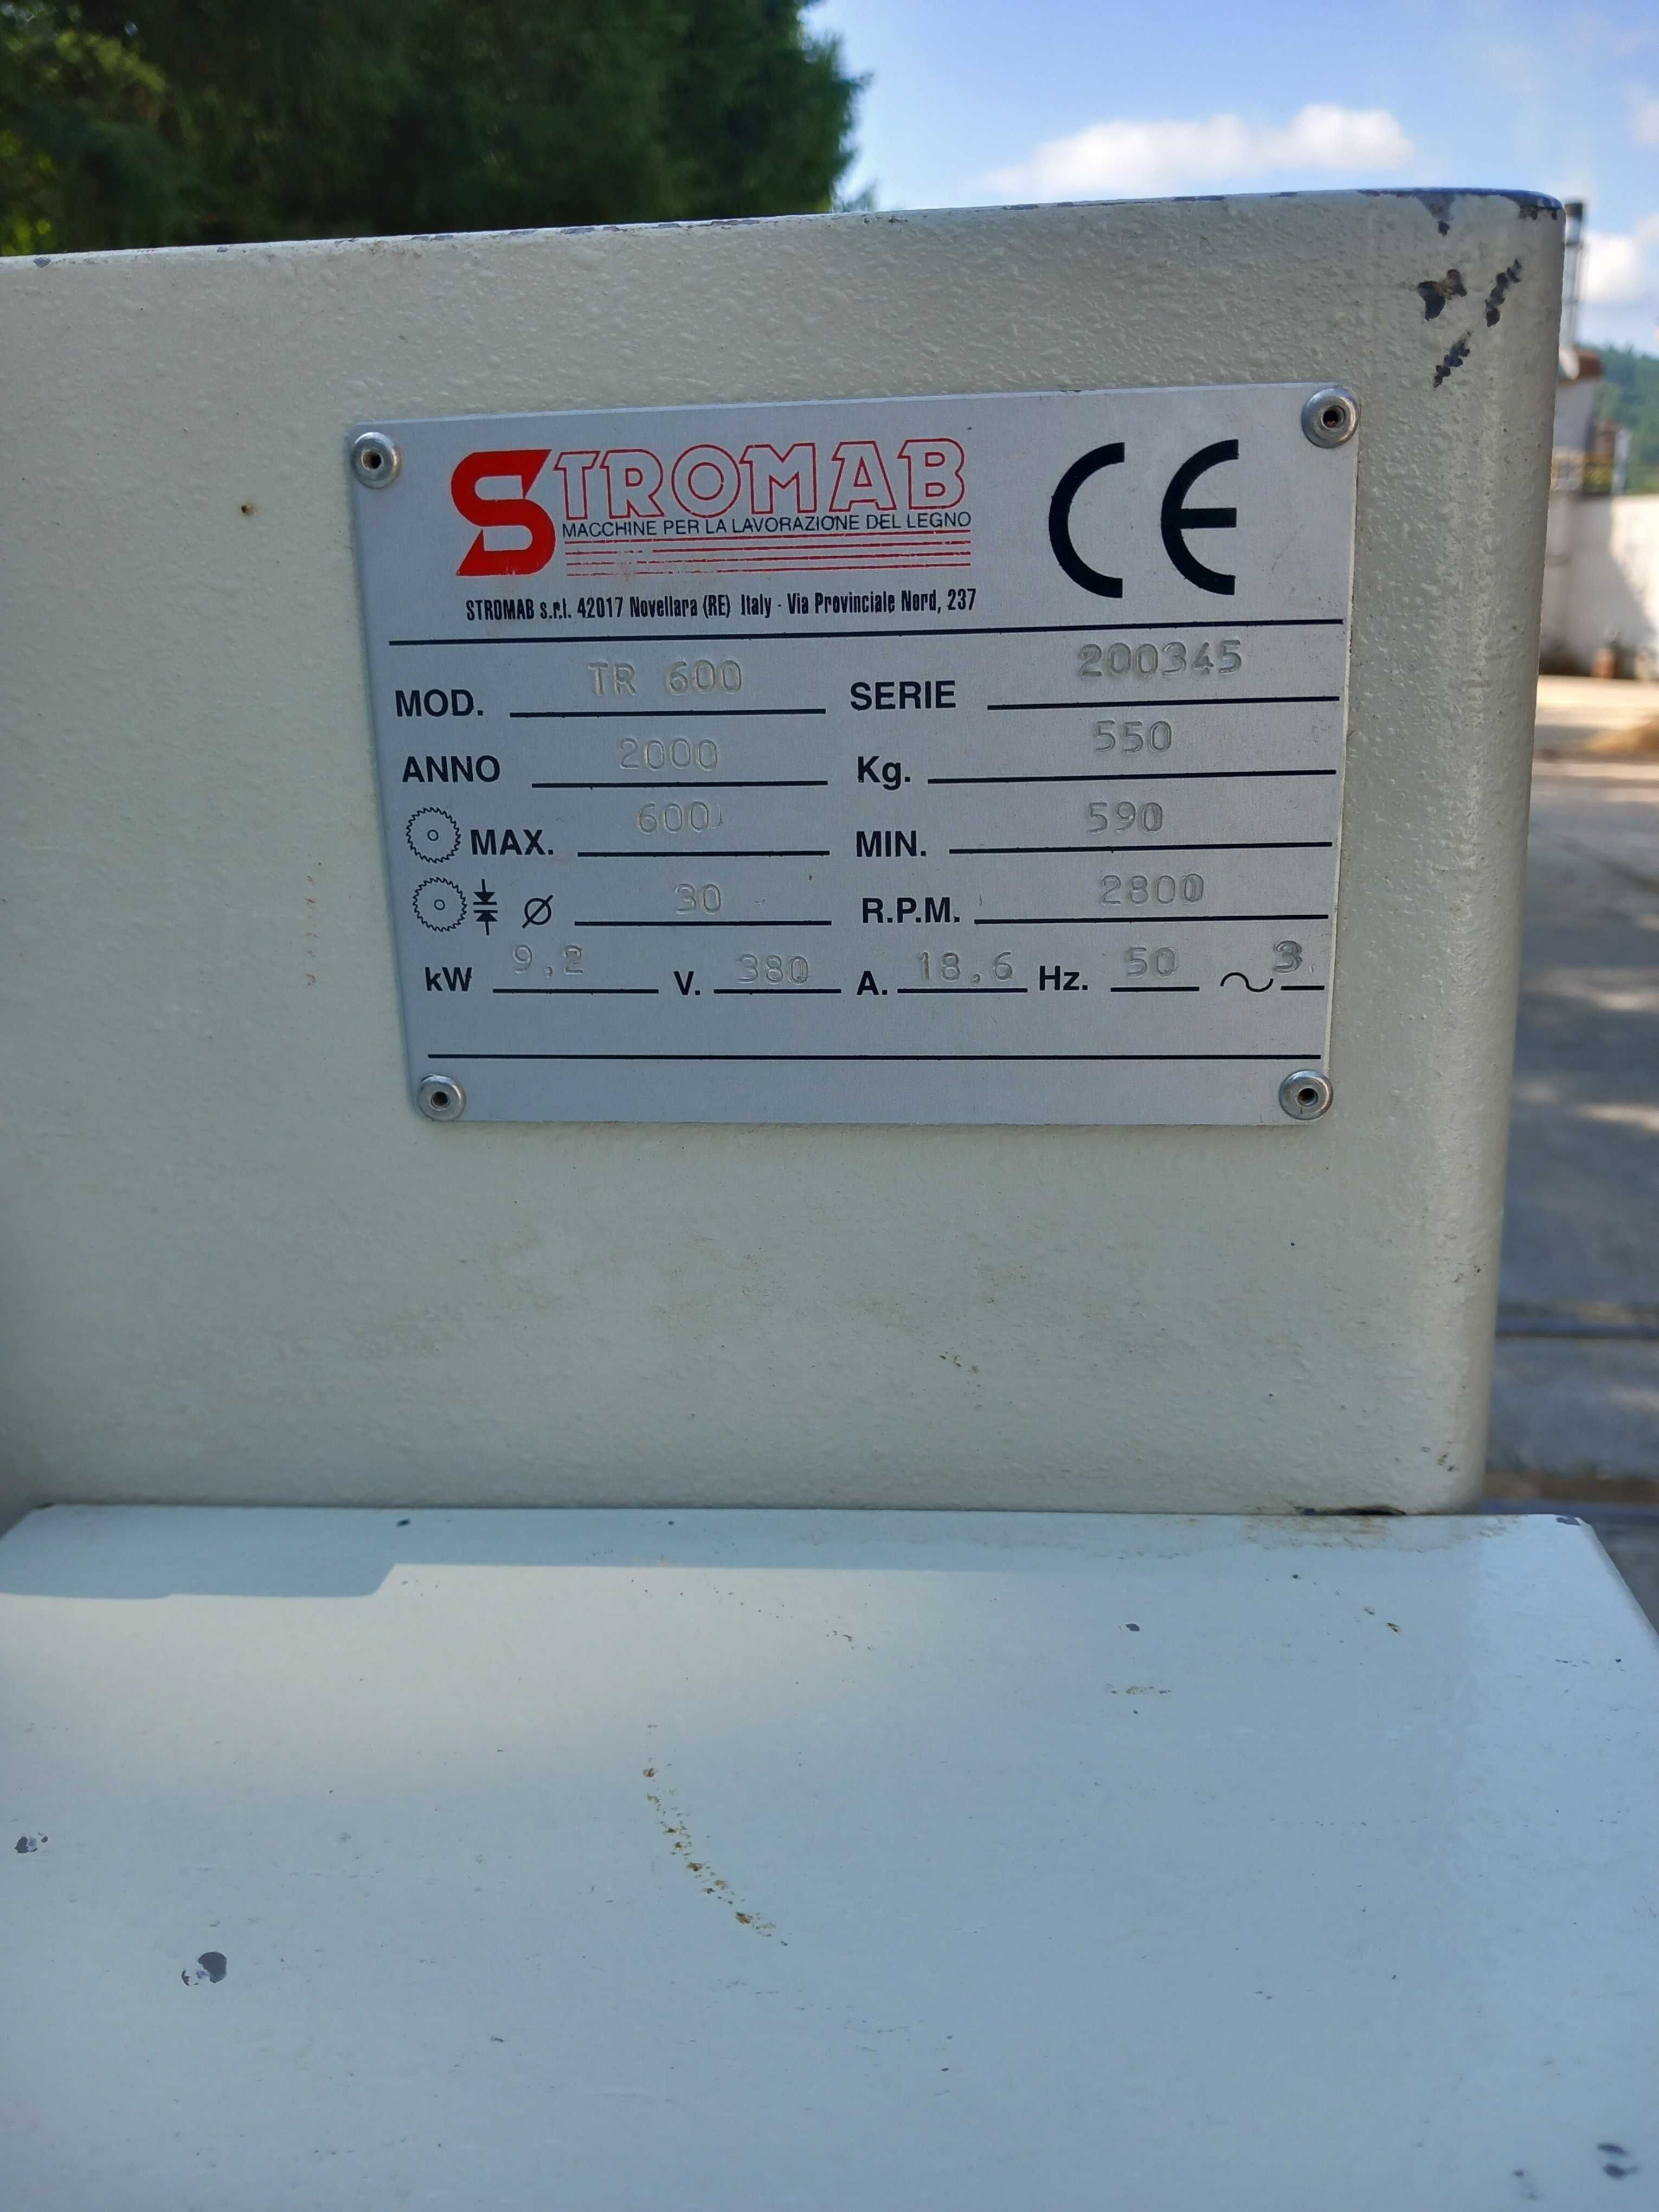 STROMAB
MACCHINE PER LA LAVORAZIONE DEL LEGNO
CE
STROMAB s.r.l. 42017 Novellara (RE) Italy - Via Provinciale Nord, 237
MOD. TR 600 SERIE 200345
ANNO 2000 Kg. 550
MAX. 600 MIN. 590
Ø 30 R.P.M. 2800
kW 9,2 V. 380 A. 18,6 Hz. 50 ~ 3